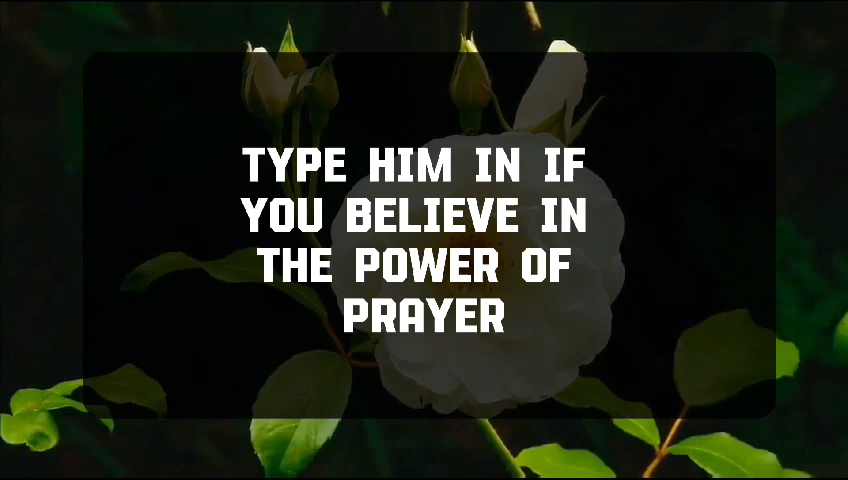 TYPE HIM IN IF
YOU BELIEVE IN
THE POWER OF
PRAYER